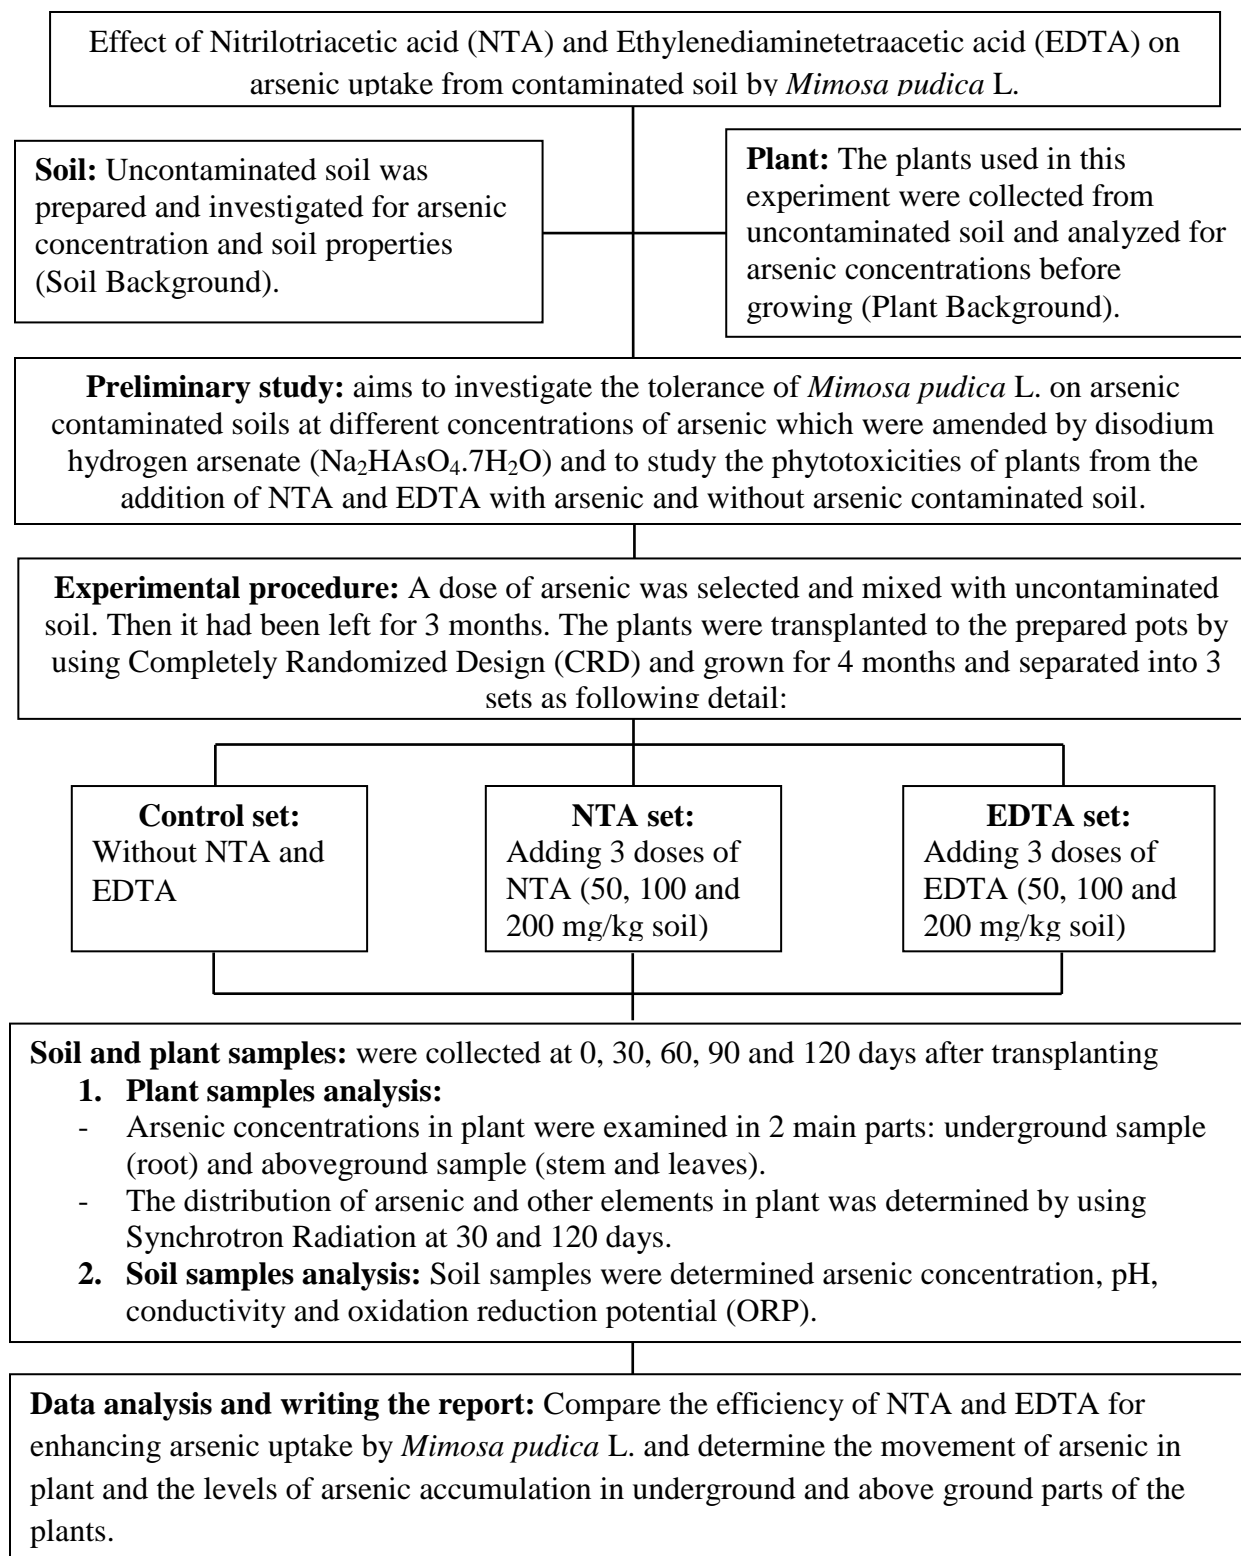 Effect of Nitrilotriacetic acid (NTA) and Ethylenediaminetetraacetic acid (EDTA) on
arsenic uptake from contaminated soil by Mimosa pudica L.
Soil: Uncontaminated soil was
prepared and investigated for arsenic
concentration and soil properties
(Soil Background).
Plant: The plants used in this
experiment were collected from
uncontaminated soil and analyzed for
arsenic concentrations before
growing (Plant Background).
Preliminary study: aims to investigate the tolerance of Mimosa pudica L. on arsenic
contaminated soils at different concentrations of arsenic which were amended by disodium
hydrogen arsenate (Na₂HAsO₄.7H₂O) and to study the phytotoxicities of plants from the
addition of NTA and EDTA with arsenic and without arsenic contaminated soil.
Experimental procedure: A dose of arsenic was selected and mixed with uncontaminated
soil. Then it had been left for 3 months. The plants were transplanted to the prepared pots by
using Completely Randomized Design (CRD) and grown for 4 months and separated into 3
sets as following detail:
Control set:
Without NTA and
EDTA
NTA set:
Adding 3 doses of
NTA (50, 100 and
200 mg/kg soil)
EDTA set:
Adding 3 doses of
EDTA (50, 100 and
200 mg/kg soil)
Soil and plant samples: were collected at 0, 30, 60, 90 and 120 days after transplanting
1. Plant samples analysis:
- Arsenic concentrations in plant were examined in 2 main parts: underground sample
(root) and aboveground sample (stem and leaves).
- The distribution of arsenic and other elements in plant was determined by using
Synchrotron Radiation at 30 and 120 days.
2. Soil samples analysis: Soil samples were determined arsenic concentration, pH,
conductivity and oxidation reduction potential (ORP).
Data analysis and writing the report: Compare the efficiency of NTA and EDTA for
enhancing arsenic uptake by Mimosa pudica L. and determine the movement of arsenic in
plant and the levels of arsenic accumulation in underground and above ground parts of the
plants.